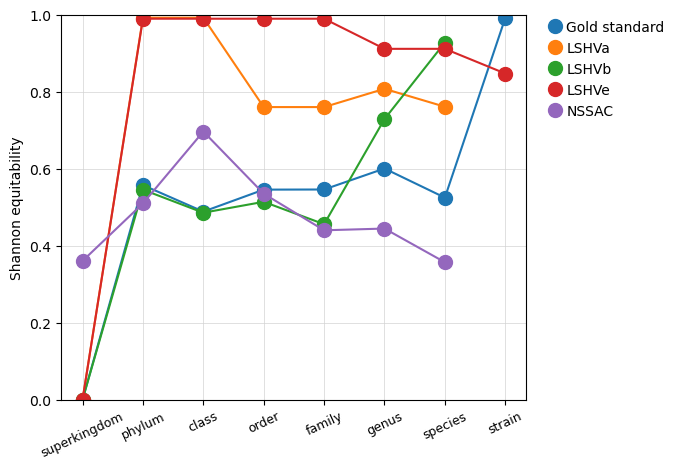 Shannon equitability
1.0
0.8
0.6
0.4
0.2
0.0
superkingdom
phylum
class
order
family
genus
species
strain
Gold standard
LSHVa
LSHVb
LSHVe
NSSAC